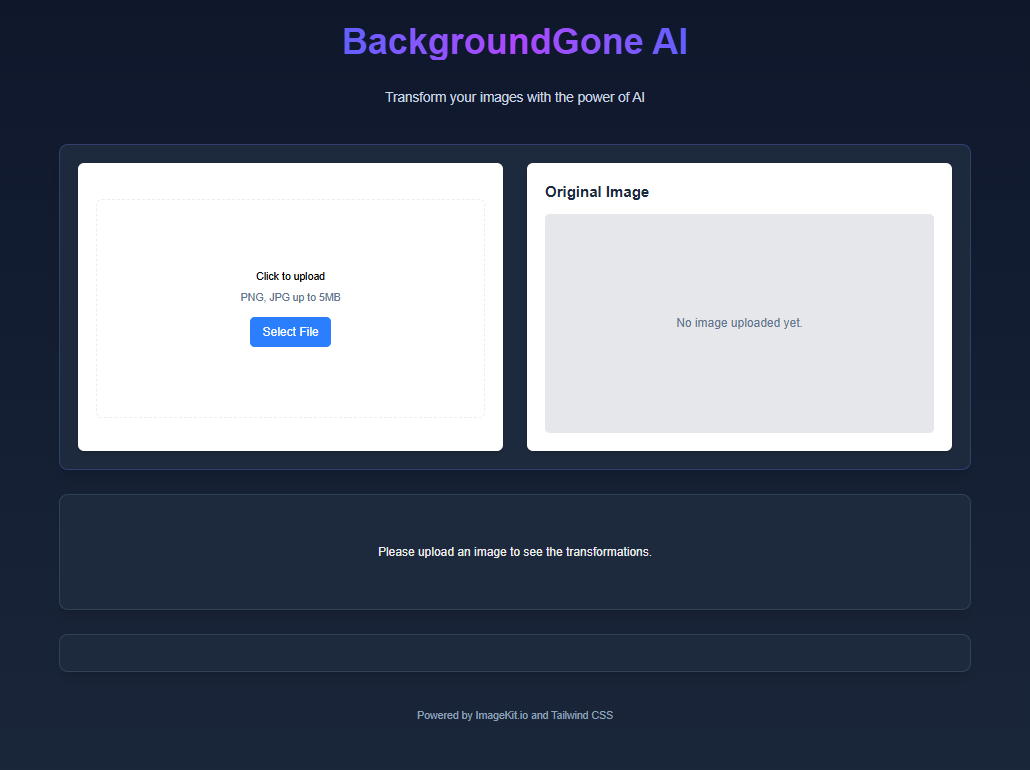 BackgroundGone AI
Transform your images with the power of AI
Click to upload
PNG, JPG up to 5MB
Select File
Original Image
No image uploaded yet.
Please upload an image to see the transformations.
Powered by ImageKit.io and Tailwind CSS